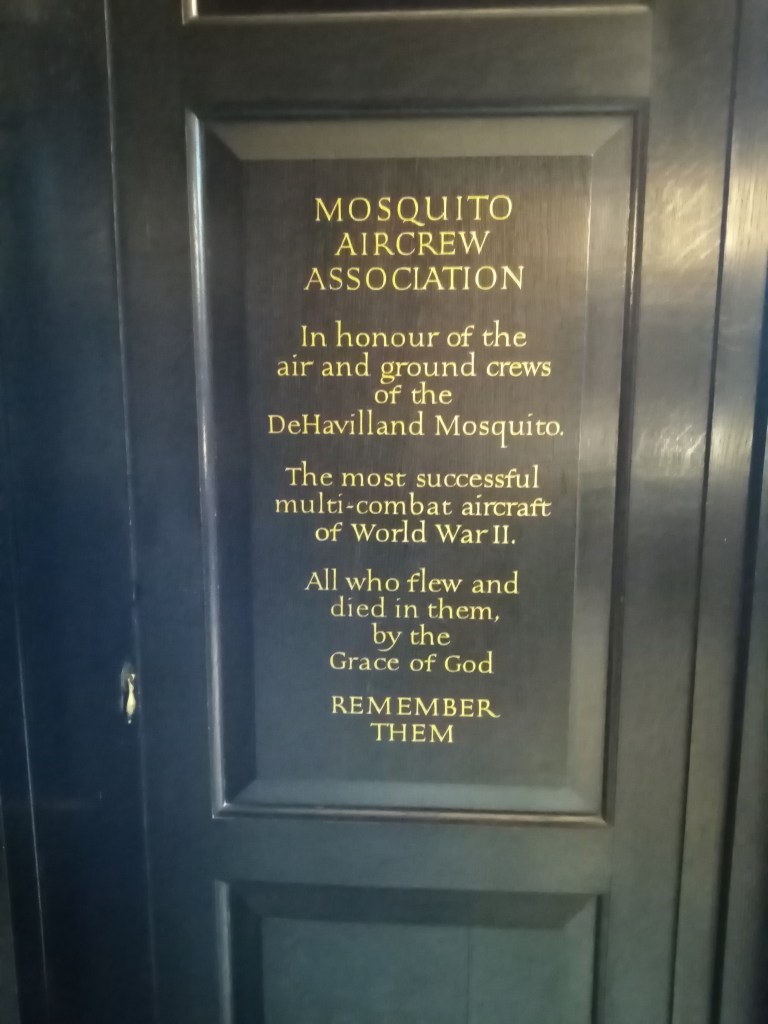 MOSQUITO
AIRCREW
ASSOCIATION
In honour of the
air and ground crews
of the
DeHavilland Mosquito.
The most successful
multi-combat aircraft
of World War II.
All who flew and
died in them,
by the
Grace of God
REMEMBER
THEM